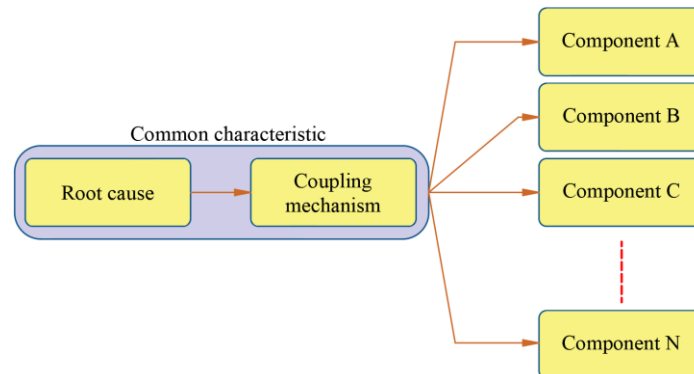 Common characteristic
Root cause
Coupling
mechanism
Component A
Component B
Component C
Component N